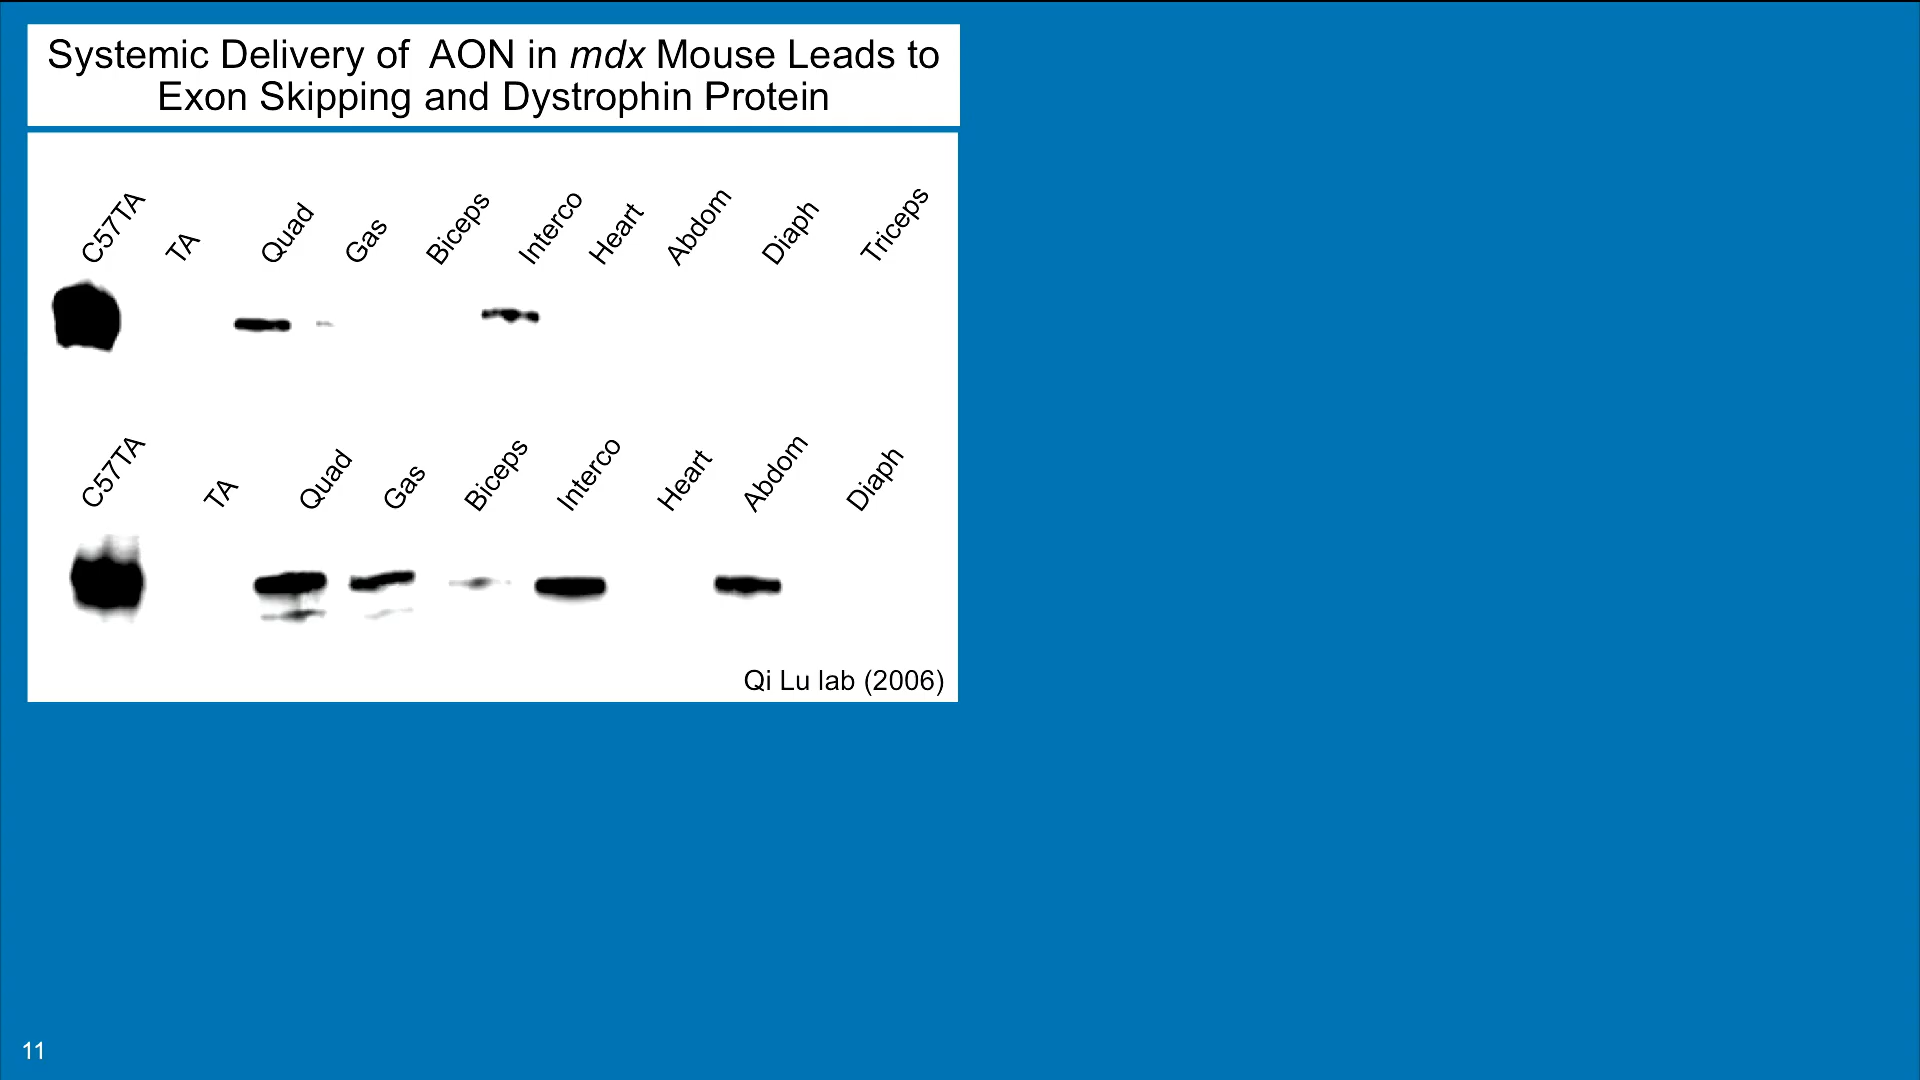 Systemic Delivery of  AON in mdx Mouse Leads to
Exon Skipping and Dystrophin Protein
C57TA TA Quad Gas Biceps Interco Heart Abdom Diaph Triceps
C57TA TA Quad Gas Biceps Interco Heart Abdom Diaph
Qi Lu lab (2006)
11